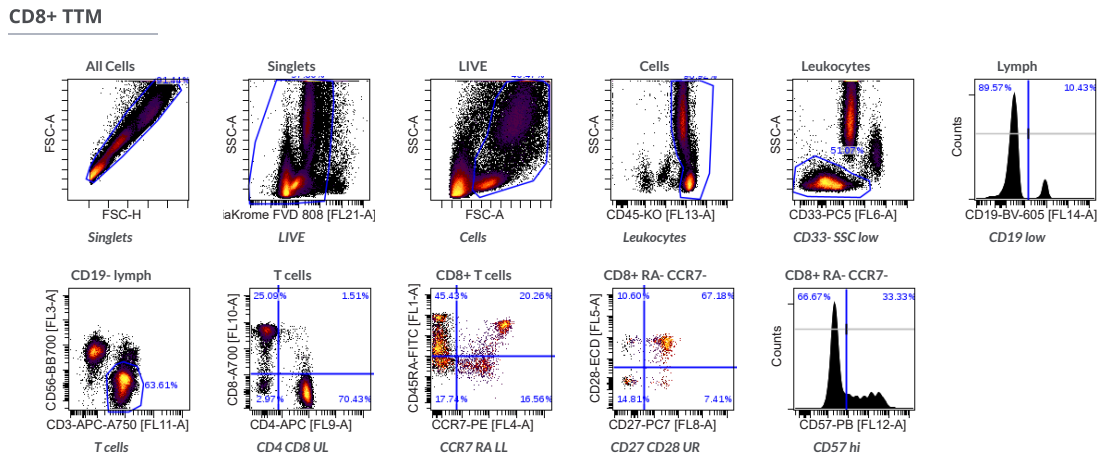 CD8+ TTM
All Cells
FSC-A
FSC-H
Singlets
Singlets
SSC-A
aKrome FVD 808 [FL21-A]
LIVE
LIVE
SSC-A
FSC-A
Cells
Cells
SSC-A
CD45-KO [FL13-A]
Leukocytes
Leukocytes
51.07%
SSC-A
CD33-PC5 [FL6-A]
CD33- SSC low
Lymph
89.57% 10.43%
Counts
CD19-BV-605 [FL14-A]
CD19 low
CD19- lymph
CD56-BB700 [FL3-A]
63.61%
CD3-APC-A750 [FL11-A]
T cells
T cells
25.09% 1.51%
CD8-A700 [FL10-A]
2.97% 70.43%
CD4-APC [FL9-A]
CD4 CD8 UL
CD8+ T cells
45.43% 20.26%
CD45RA-FITC [FL1-A]
17.74% 16.56%
CCR7-PE [FL4-A]
CCR7 RA LL
CD8+ RA- CCR7-
10.60% 67.18%
CD28-ECD [FL5-A]
14.81% 7.41%
CD27-PC7 [FL8-A]
CD27 CD28 UR
CD8+ RA- CCR7-
66.67% 33.33%
Counts
CD57-PB [FL12-A]
CD57 hi